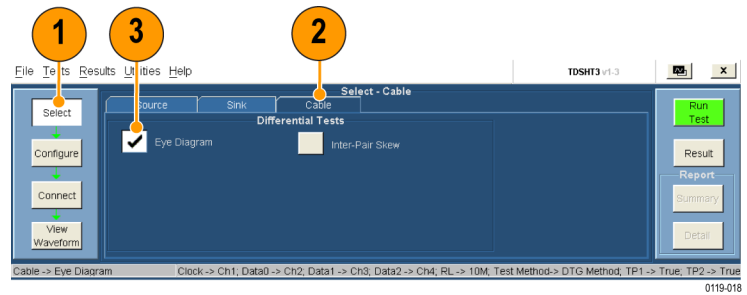 1 3 2
File Tests Results Utilities Help TDSHT3 v1-3 x
Select - Cable
Select Source Sink Cable Run Test
Differential Tests
Eye Diagram Inter-Pair Skew
Configure Result
Report
Connect Summary
View Waveform Detail
Cable -> Eye Diagram Clock -> Ch1; Data0 -> Ch2; Data1 -> Ch3; Data2 -> Ch4; RL -> 10M; Test Method-> DTG Method; TP1 -> True; TP2 -> True
0119-018